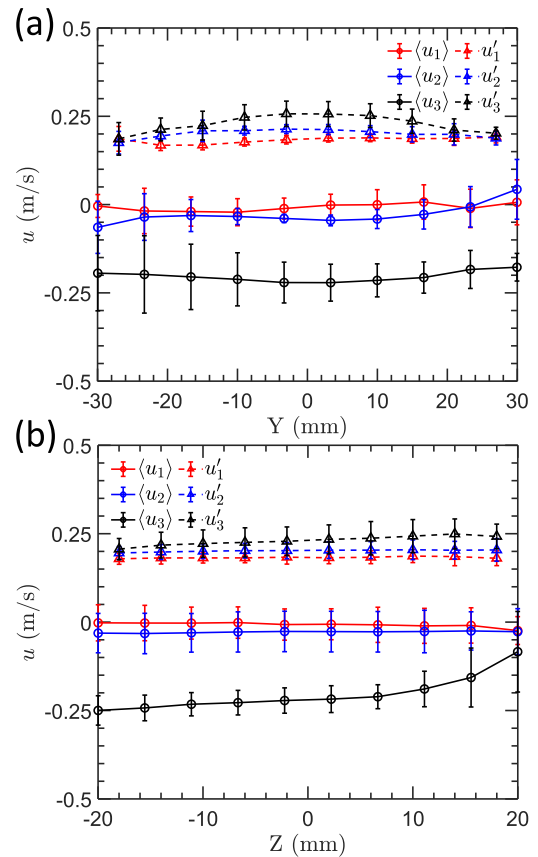 (a)
0.5
0.25
0
-0.25
-0.5
u (m/s)
⟨u₁⟩ u′₁
⟨u₂⟩ u′₂
⟨u₃⟩ u′₃
-30 -20 -10 0 10 20 30
Y (mm)
(b)
0.5
0.25
0
-0.25
-0.5
u (m/s)
⟨u₁⟩ u′₁
⟨u₂⟩ u′₂
⟨u₃⟩ u′₃
-20 -10 0 10 20
Z (mm)